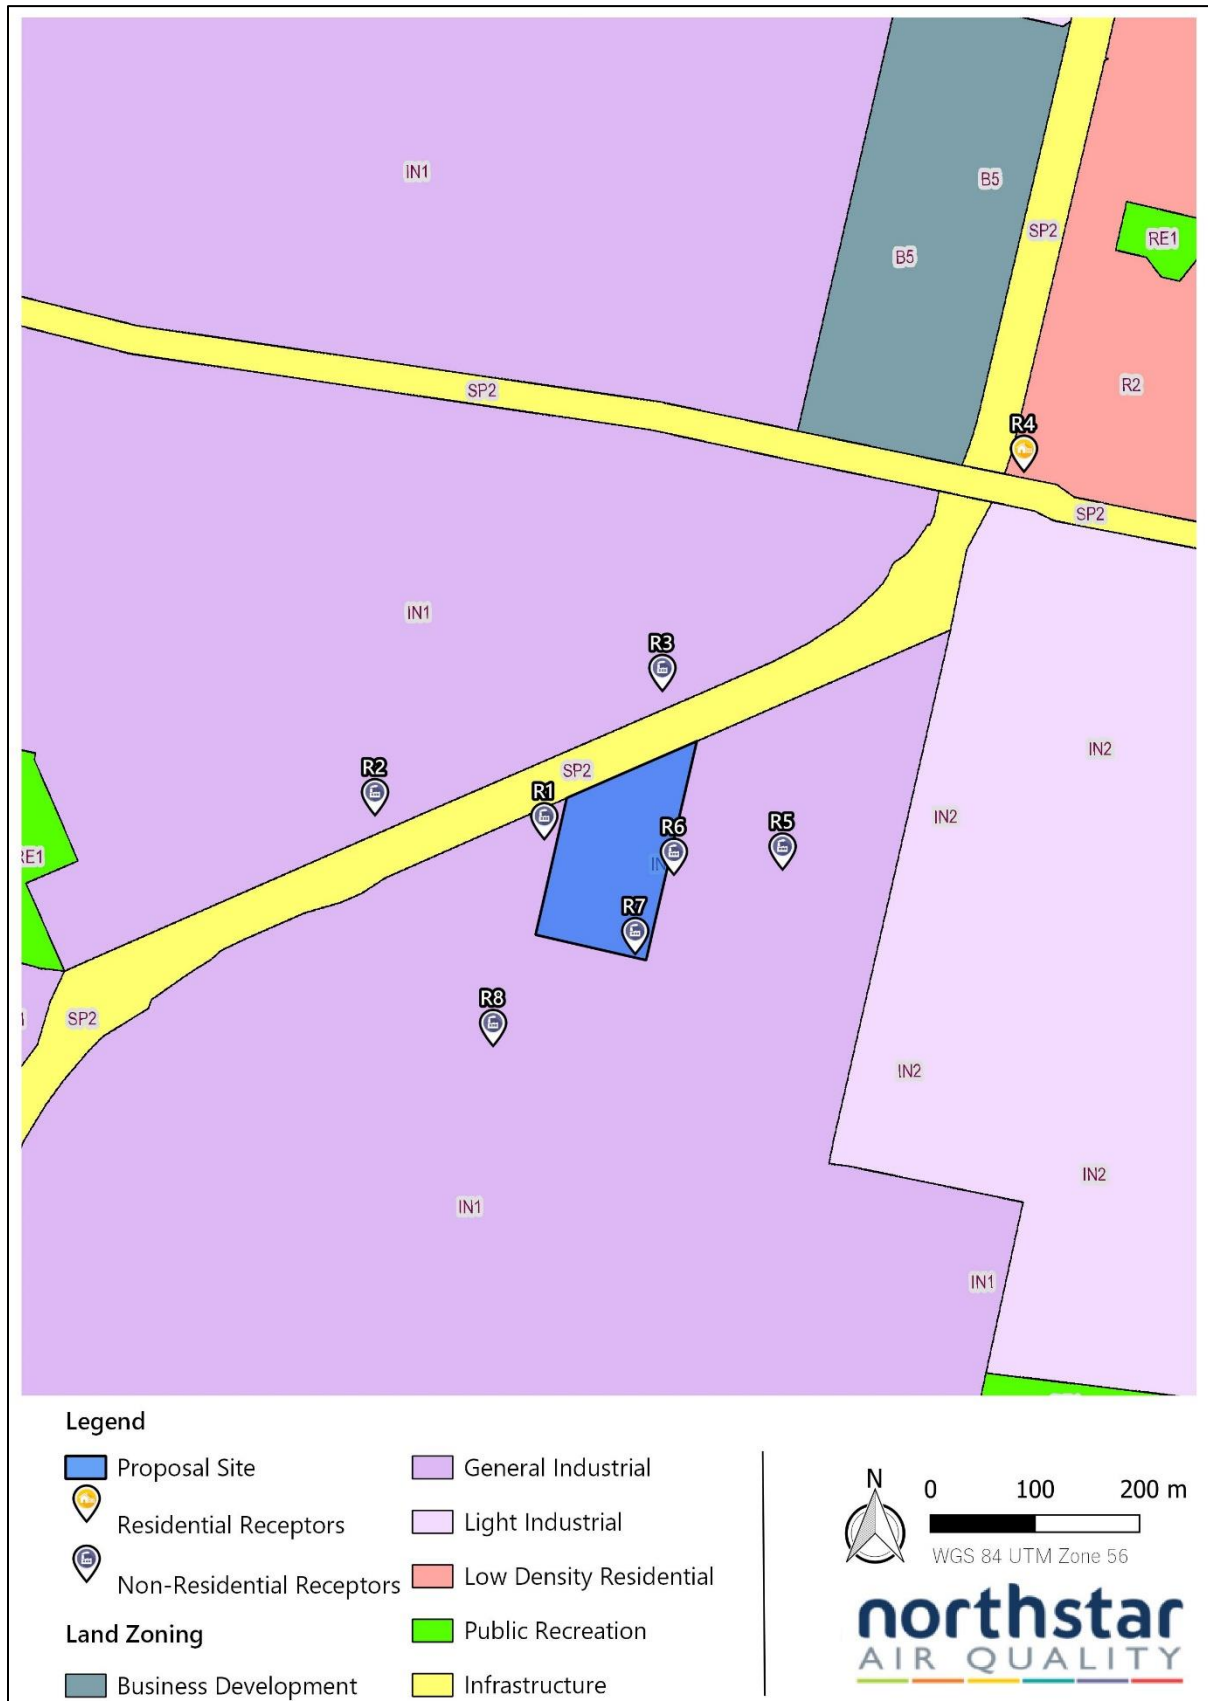 IN1
B5
B5
SP2
RE1
SP2
R2
R4
SP2
IN1
R3
IN2
SP2
R2
R1
IN2
R6
R5
RE1
R7
SP2
R8
IN2
IN2
IN1
IN1
Legend
Proposal Site
Residential Receptors
Non-Residential Receptors
Land Zoning
Business Development
General Industrial
Light Industrial
Low Density Residential
Public Recreation
Infrastructure
N
0 100 200 m
WGS 84 UTM Zone 56
northstar
AIR QUALITY